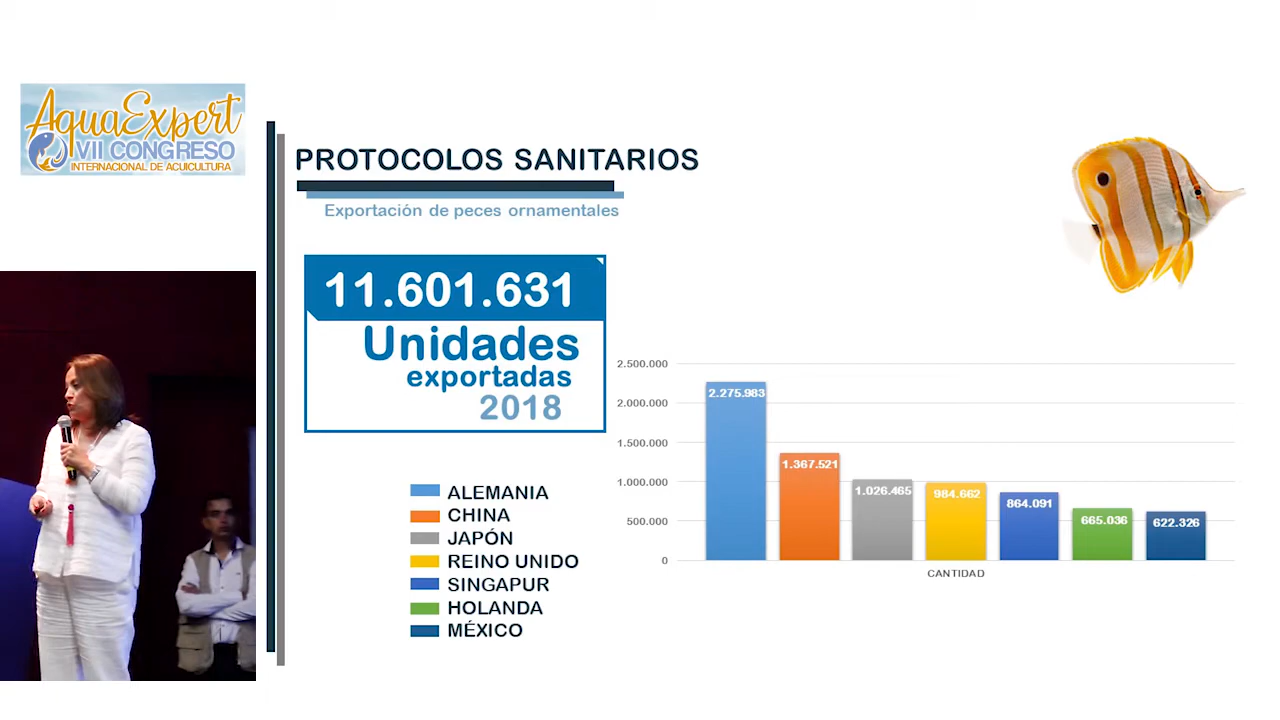 AquaExpert
VII CONGRESO
INTERNACIONAL DE ACUICULTURA
PROTOCOLOS SANITARIOS
Exportación de peces ornamentales
11.601.631
Unidades
exportadas
2018
2.500.000
2.000.000
1.500.000
1.000.000
500.000
0
2.275.983
1.367.521
1.026.465
984.662
864.091
665.036
622.326
CANTIDAD
ALEMANIA
CHINA
JAPÓN
REINO UNIDO
SINGAPUR
HOLANDA
MÉXICO